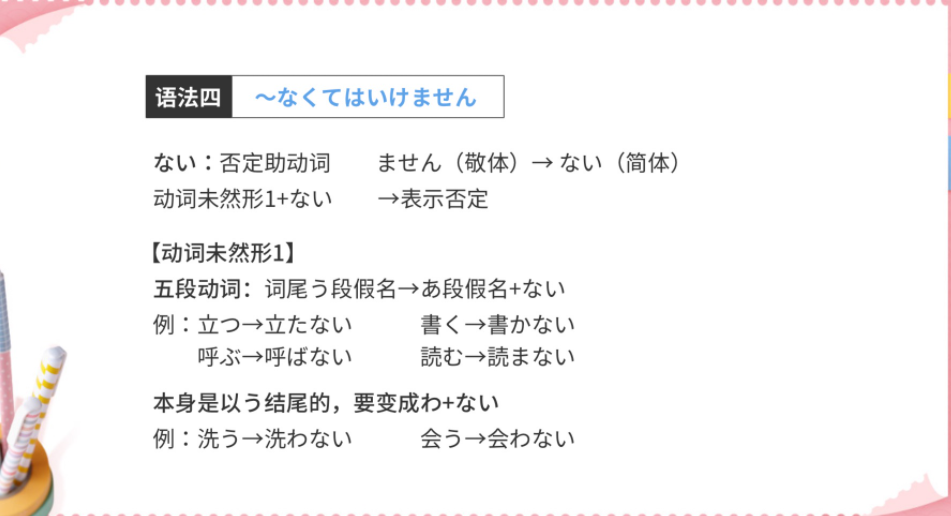 语法四 ～なくてはいけません
ない：否定助动词 ません（敬体）→ ない（简体）
动词未然形1+ない →表示否定
【动词未然形1】
五段动词：词尾う段假名→あ段假名+ない
例：立つ→立たない 書く→書かない
呼ぶ→呼ばない 読む→読まない
本身是以う结尾的，要变成わ+ない
例：洗う→洗わない 会う→会わない